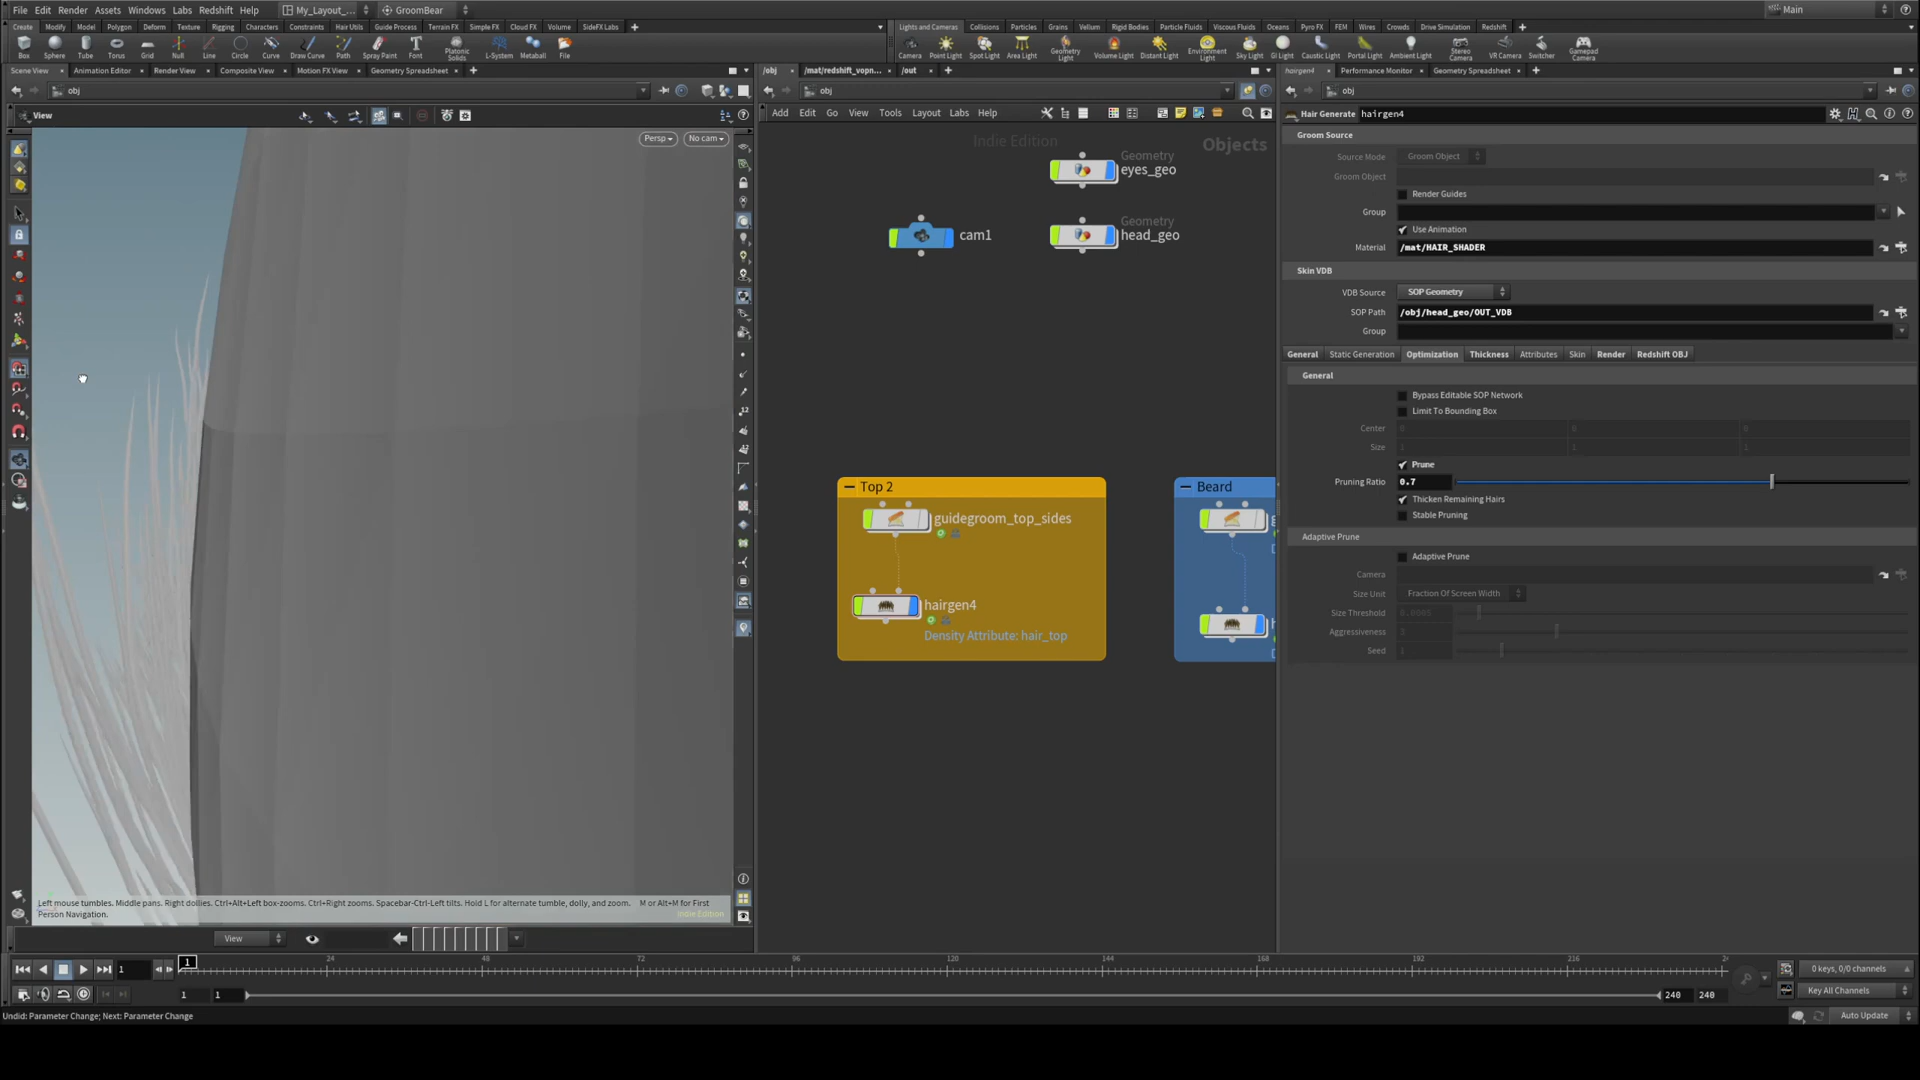 File Edit Render Assets Windows Labs Redshift Help My_Layout_... GroomBear Main
Create Modify Model Polygon Deform Texture Rigging Characters Constraints Hair Utils Guide Process Terrain FX Simple FX Cloud FX Volume SideFX Labs
Lights and Cameras Collisions Particles Grains Vellum Rigid Bodies Particle Fluids Viscous Fluids Oceans Pyro FX FEM Wires Crowds Drive Simulation Redshift
Box Sphere Tube Torus Grid Null Line Circle Curve Draw Curve Path Spray Paint Font Platonic Solids L-System Metaball File
Camera Point Light Spot Light Area Light Geometry Light Volume Light Distant Light Environment Light Sky Light GI Light Caustic Light Portal Light Ambient Light Stereo Camera VR Camera Switcher Gamepad Camera
Scene View Animation Editor Render View Composite View Motion FX View Geometry Spreadsheet
/obj /mat/redshift_vopn... /out
hairgen4 Performance Monitor Geometry Spreadsheet
obj
obj
obj
View
Persp No cam
Add Edit Go View Tools Layout Labs Help
Indie Edition Objects
Geometry
eyes_geo
Geometry
head_geo
cam1
Top 2
guidegroom_top_sides
hairgen4
Density Attribute: hair_top
Beard
Hair Generate hairgen4
Groom Source
Source Mode Groom Object
Groom Object
Render Guides
Group
Use Animation
Material /mat/HAIR_SHADER
Skin VDB
VDB Source SOP Geometry
SOP Path /obj/head_geo/OUT_VDB
Group
General Static Generation Optimization Thickness Attributes Skin Render Redshift OBJ
General
Bypass Editable SOP Network
Limit To Bounding Box
Center 0 0 0
Size 1 1 1
Prune
Pruning Ratio 0.7
Thicken Remaining Hairs
Stable Pruning
Adaptive Prune
Adaptive Prune
Camera
Size Unit Fraction Of Screen Width
Size Threshold 0.0005
Aggressiveness
Seed 1
Left mouse tumbles. Middle pans. Right dollies. Ctrl+Alt+Left box-zooms. Ctrl+Right zooms. Spacebar-Ctrl-Left tilts. Hold L for alternate tumble, dolly, and zoom. M or Alt+M for First
Person Navigation.
Indie Edition
View
1 1 24 48 72 96 120 144 168 192 216 2
0 keys, 0/0 channels
1 1 240 240
Key All Channels
Undid: Parameter Change; Next: Parameter Change
Auto Update